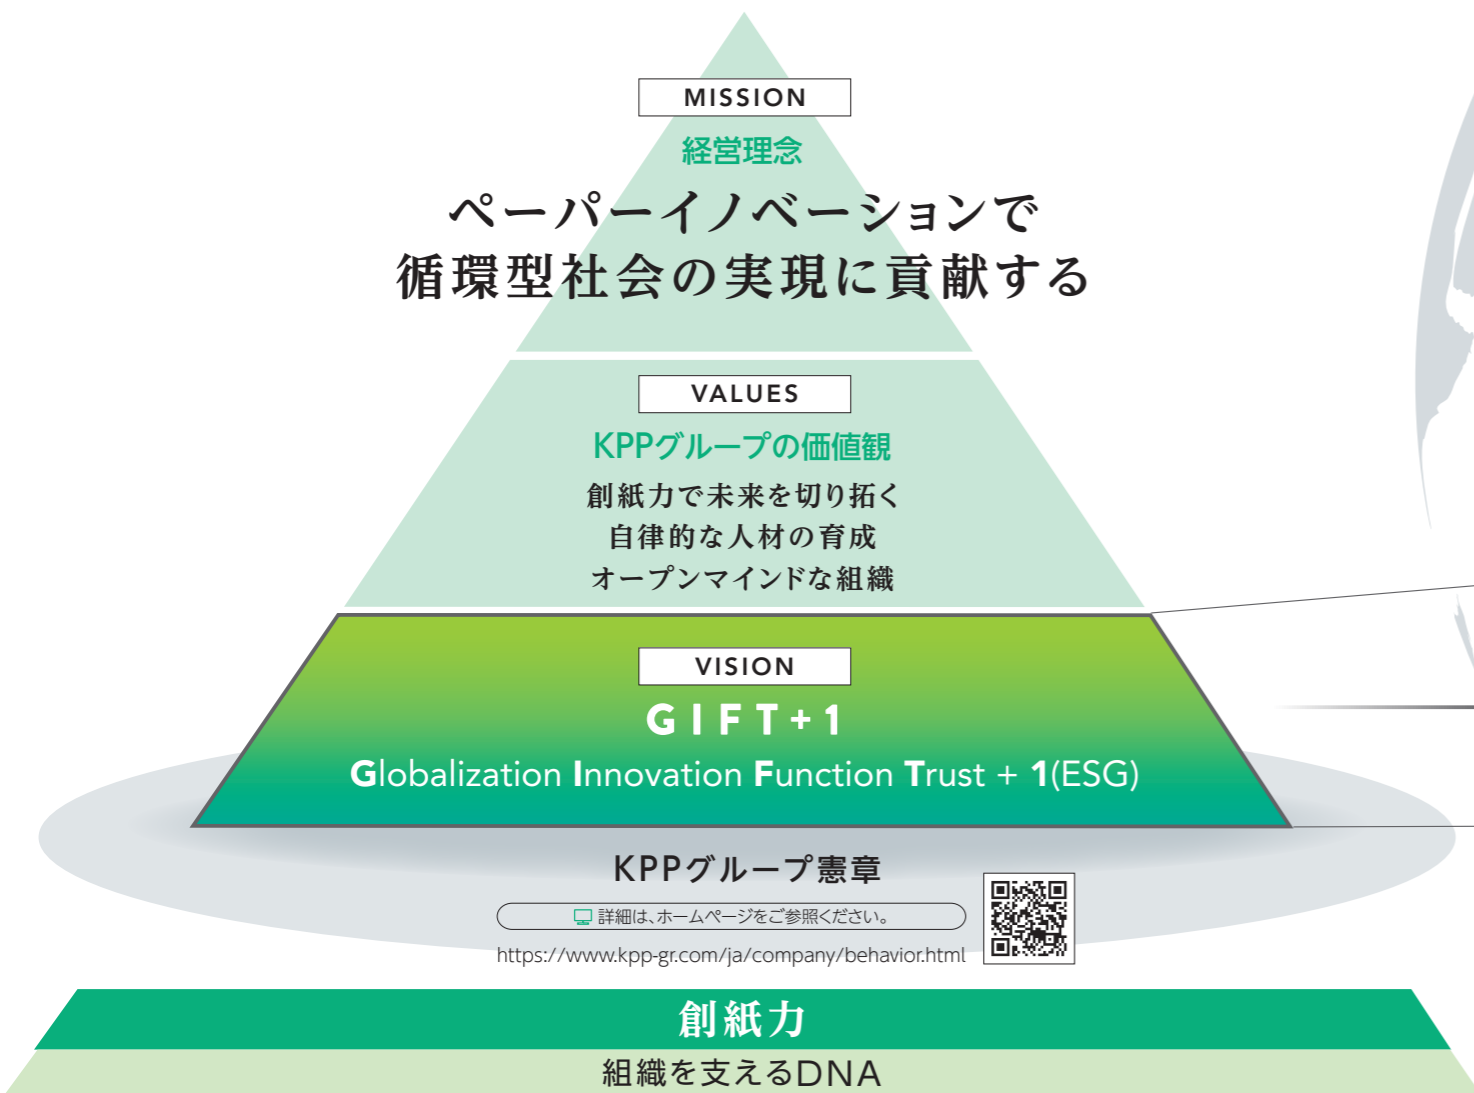 MISSION
経営理念
ペーパーイノベーションで
循環型社会の実現に貢献する
VALUES
KPPグループの価値観
創紙力で未来を切り拓く
自律的な人材の育成
オープンマインドな組織
VISION
GIFT+1
Globalization Innovation Function Trust + 1(ESG)
KPPグループ憲章
詳細は、ホームページをご参照ください。
https://www.kpp-gr.com/ja/company/behavior.html
創紙力
組織を支えるDNA